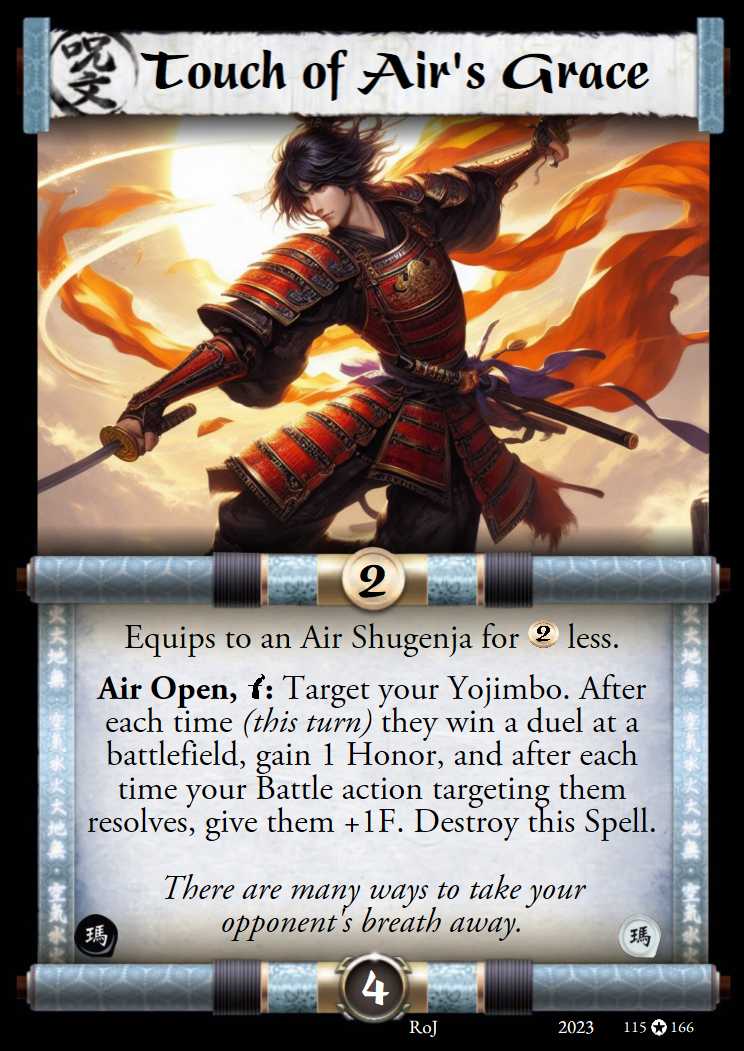 呪文
Touch of Air's Grace
2
Equips to an Air Shugenja for 2 less.
Air Open, : Target your Yojimbo. After
each time (this turn) they win a duel at a
battlefield, gain 1 Honor, and after each
time your Battle action targeting them
resolves, give them +1F. Destroy this Spell.
There are many ways to take your
opponent's breath away.
瑪
瑪
4
RoJ 2023 115 166